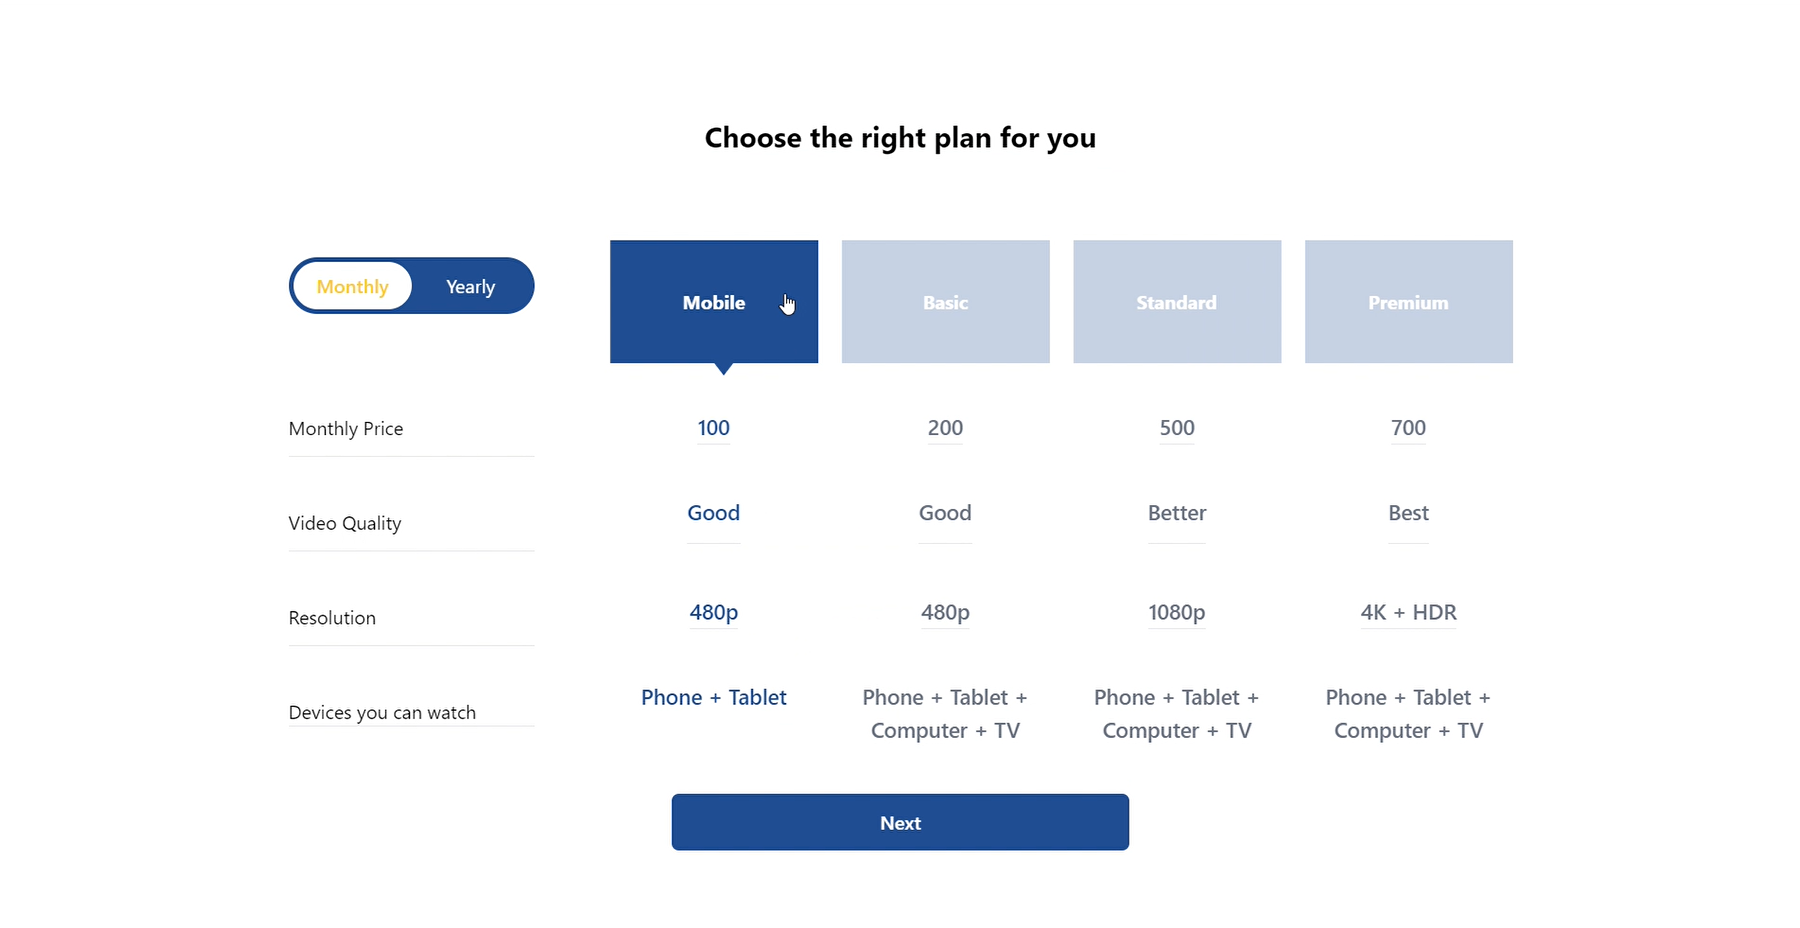 Choose the right plan for you
Monthly Yearly
Mobile Basic Standard Premium
Monthly Price 100 200 500 700
Video Quality Good Good Better Best
Resolution 480p 480p 1080p 4K + HDR
Devices you can watch Phone + Tablet Phone + Tablet + Phone + Tablet + Phone + Tablet +
Computer + TV Computer + TV Computer + TV
Next